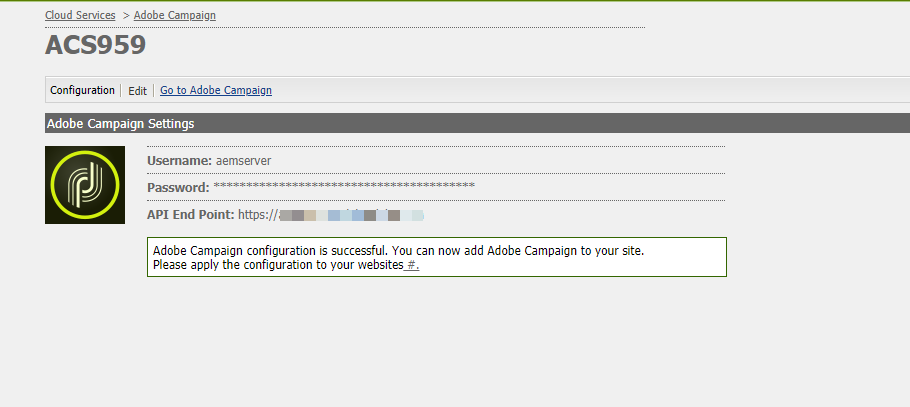 Cloud Services > Adobe Campaign
ACS959
Configuration Edit Go to Adobe Campaign
Adobe Campaign Settings
Username: aemserver
Password: ****************************************
API End Point: https://
Adobe Campaign configuration is successful. You can now add Adobe Campaign to your site.
Please apply the configuration to your websites #.